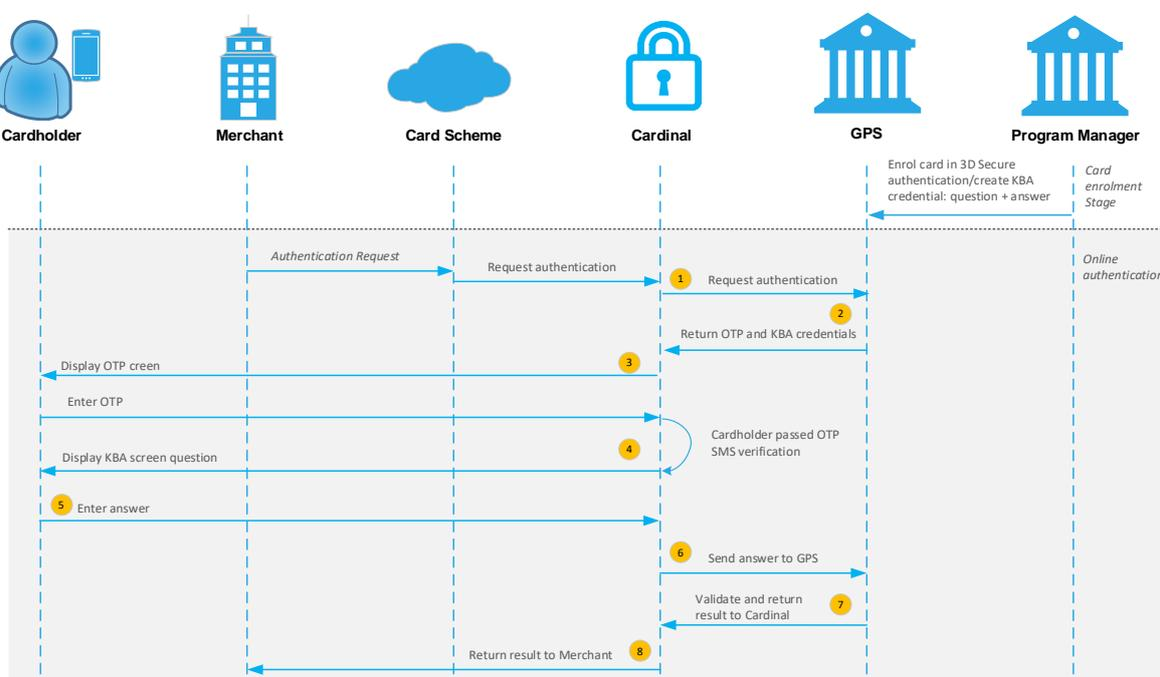 Cardholder
Merchant
Card Scheme
Cardinal
GPS
Program Manager
Enrol card in 3D Secure
authentication/create KBA
credential: question + answer
Card
enrolment
Stage
Authentication Request
Request authentication
1
Request authentication
Online
authentication
2
Return OTP and KBA credentials
3
Display OTP creen
Enter OTP
Cardholder passed OTP
SMS verification
4
Display KBA screen question
5
Enter answer
6
Send answer to GPS
Validate and return
result to Cardinal
7
Return result to Merchant
8